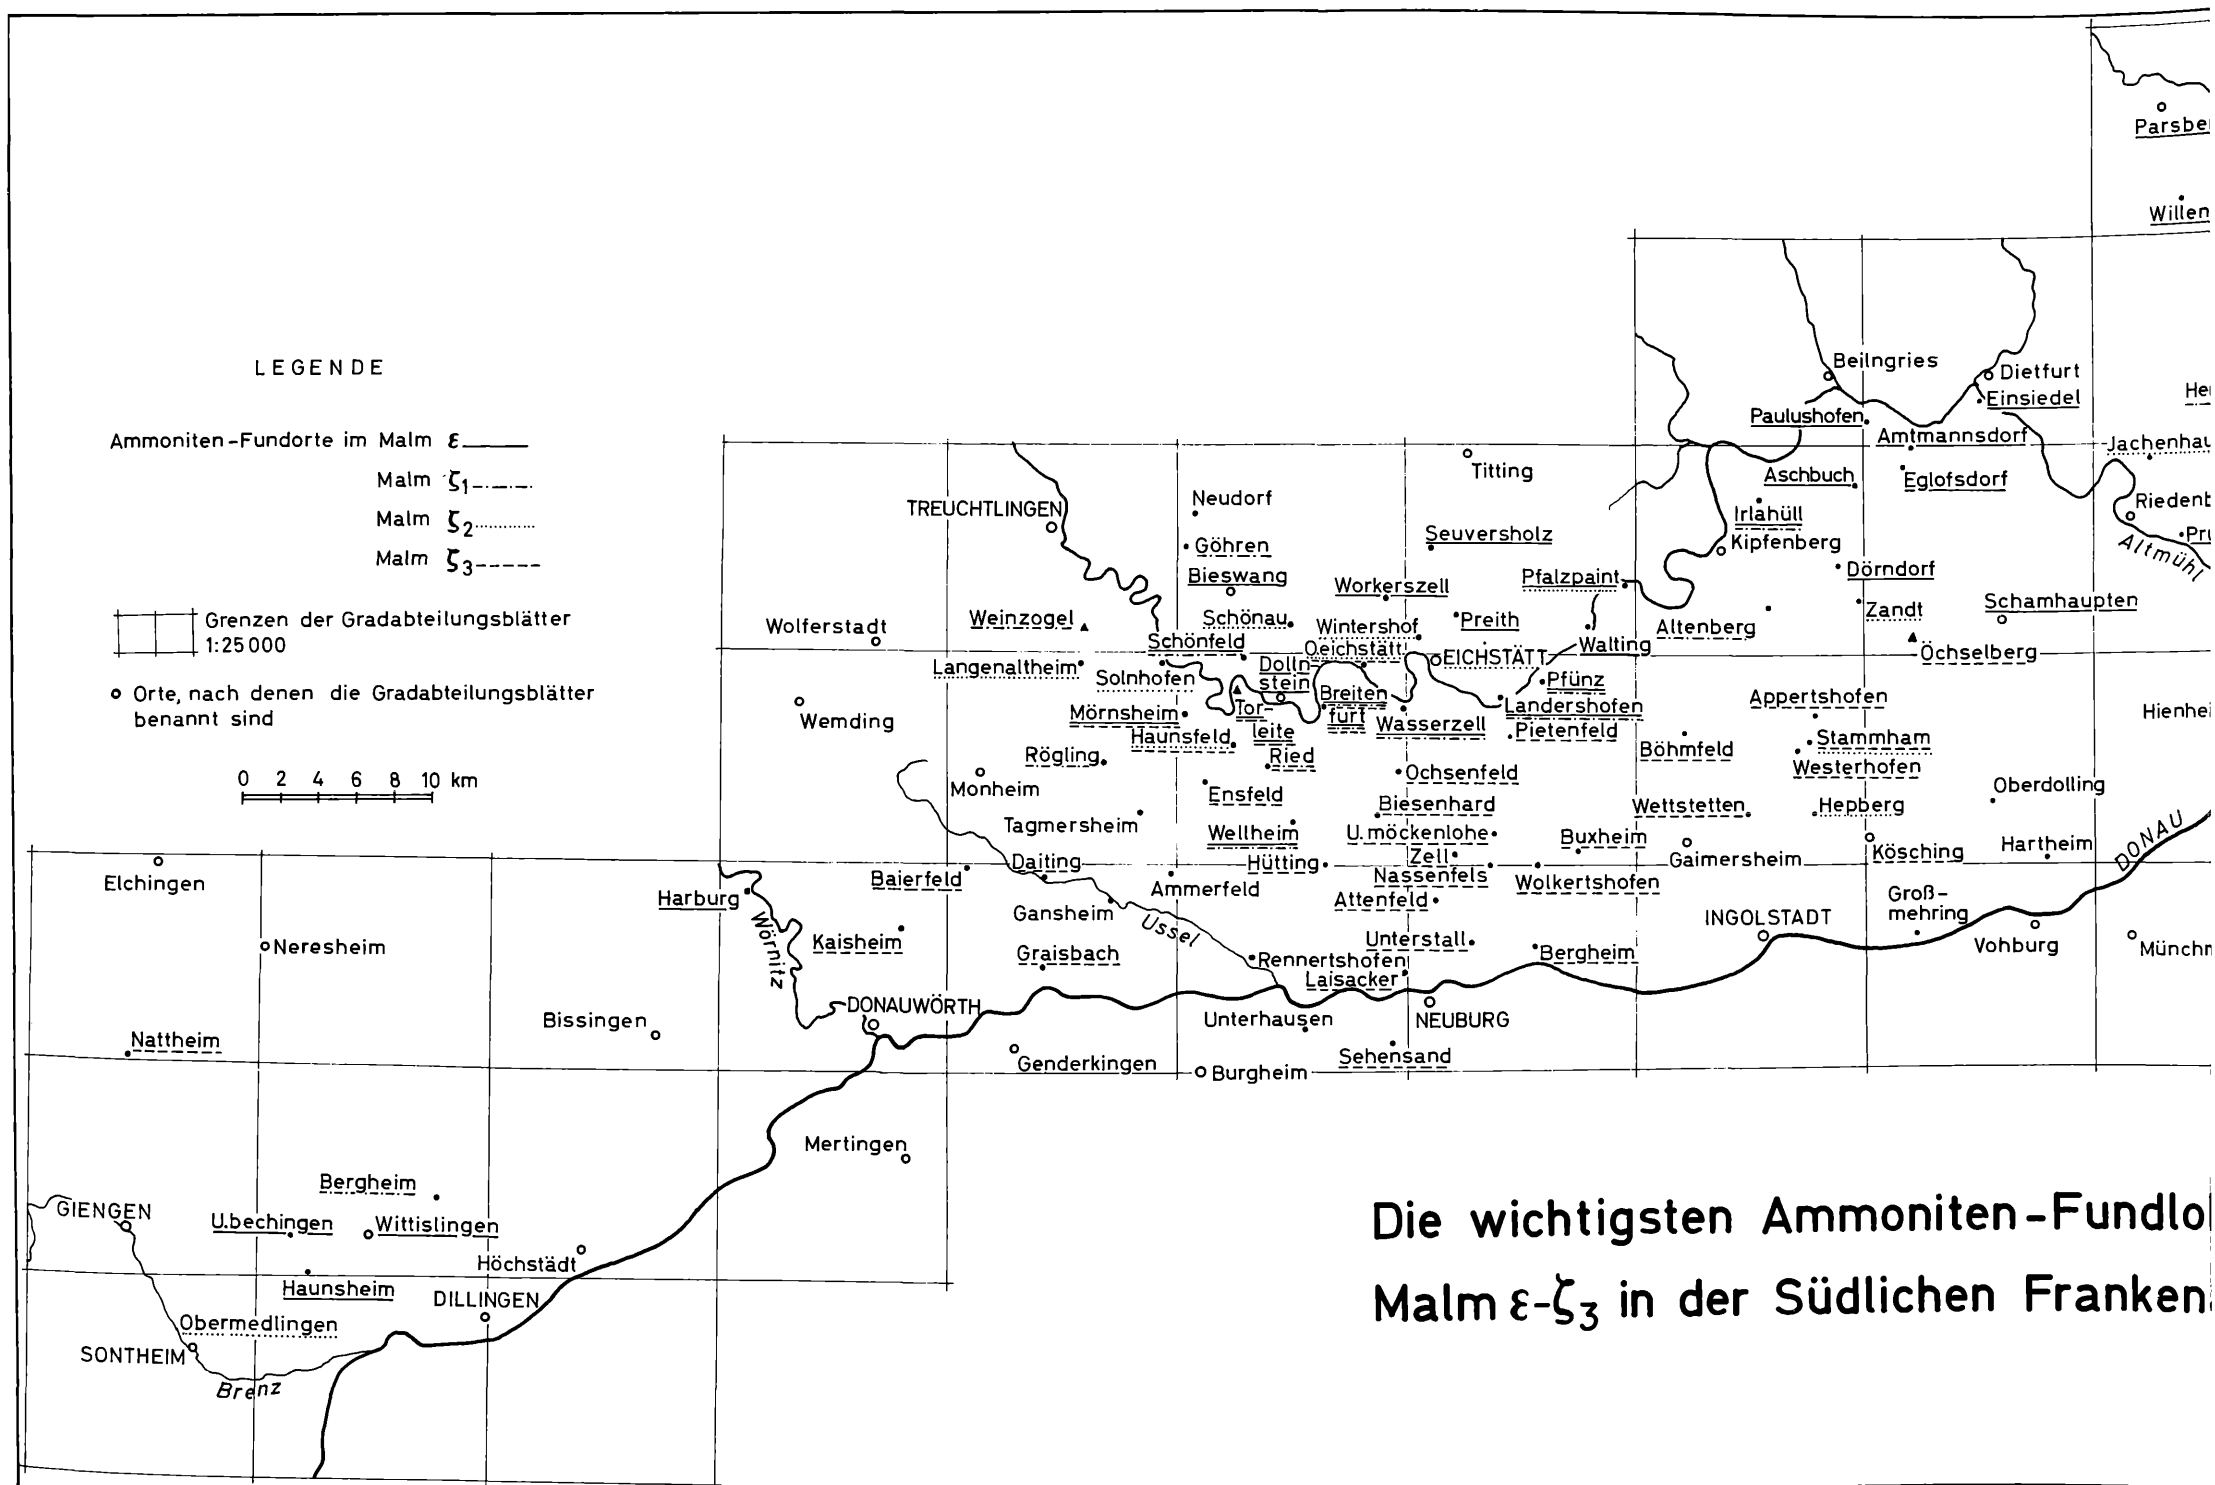 Parsbe
Willen
LEGENDE
Ammoniten-Fundorte im Malm ε
Malm ζ1
Malm ζ2
Malm ζ3
Grenzen der Gradabteilungsblätter
1:25000
Orte, nach denen die Gradabteilungsblätter
benannt sind
0 2 4 6 8 10 km
Beilngries
Dietfurt
Einsiedel
Paulushofen
Amtmannsdorf
Jachenhau
Titting
Aschbuch
Eglofsdorf
Neudorf
TREUCHTLINGEN
Irlahüll
Riedenb
Seuversholz
Göhren
Kipfenberg
Altmühl
Bieswang
Workerszell
Pfalzpaint
Dörndorf
Weinzogel
Schönau
Preith
Zandt
Schamhaupten
Wolferstadt
Wintershof
Altenberg
Schönfeld
O.eichstätt
EICHSTÄTT
Walting
Öchselberg
Langenaltheim
Solnhofen
Dolln-
stein
Pfünz
Breiten
furt
Appertshofen
Mörnsheim
Tor-
leite
Landershofen
Hienhei
Wemding
Haunsfeld
Wasserzell
Pietenfeld
Stammham
Böhmfeld
Rögling
Ried
Westerhofen
Monheim
Ochsenfeld
Ensfeld
Oberdolling
Biesenhard
Wettstetten
Hepberg
Tagmersheim
Wellheim
U.möckenlohe
Buxheim
DONAU
Daiting
Hütting
Zell
Gaimersheim
Kösching
Hartheim
Elchingen
Baierfeld
Ammerfeld
Nassenfels
Wolkertshofen
Harburg
Attenfeld
Groß-
mehring
Gansheim
Ussel
INGOLSTADT
Wörnitz
Neresheim
Kaisheim
Graisbach
Unterstall
Bergheim
Vohburg
Münchm
Rennertshofen
Laisacker
DONAUWÖRTH
Bissingen
Unterhausen
NEUBURG
Nattheim
Genderkingen
Burgheim
Sehensand
Mertingen
Bergheim
GIENGEN
U.bechingen
Wittislingen
Höchstädt
Haunsheim
DILLINGEN
Obermedlingen
SONTHEIM
Brenz
Die wichtigsten Ammoniten-Fundlo
Malm ε-ζ3 in der Südlichen Franken